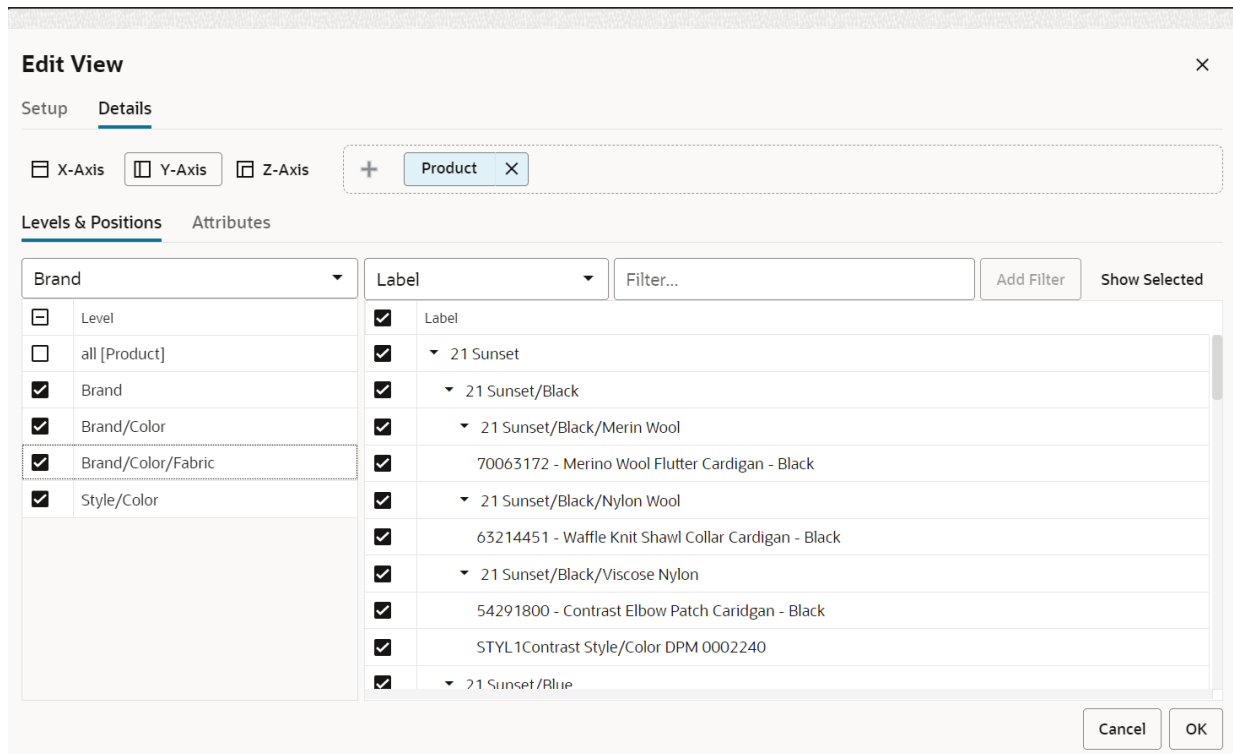 Edit View
Setup Details
X-Axis Y-Axis Z-Axis Product
Levels & Positions Attributes
Brand Label Filter... Add Filter Show Selected
Level Label
all [Product] 21 Sunset
Brand 21 Sunset/Black
Brand/Color 21 Sunset/Black/Merin Wool
Brand/Color/Fabric 70063172 - Merino Wool Flutter Cardigan - Black
Style/Color 21 Sunset/Black/Nylon Wool
63214451 - Waffle Knit Shawl Collar Cardigan - Black
21 Sunset/Black/Viscose Nylon
54291800 - Contrast Elbow Patch Caridgan - Black
STYL1Contrast Style/Color DPM 0002240
21 Sunset/Blue
Cancel OK